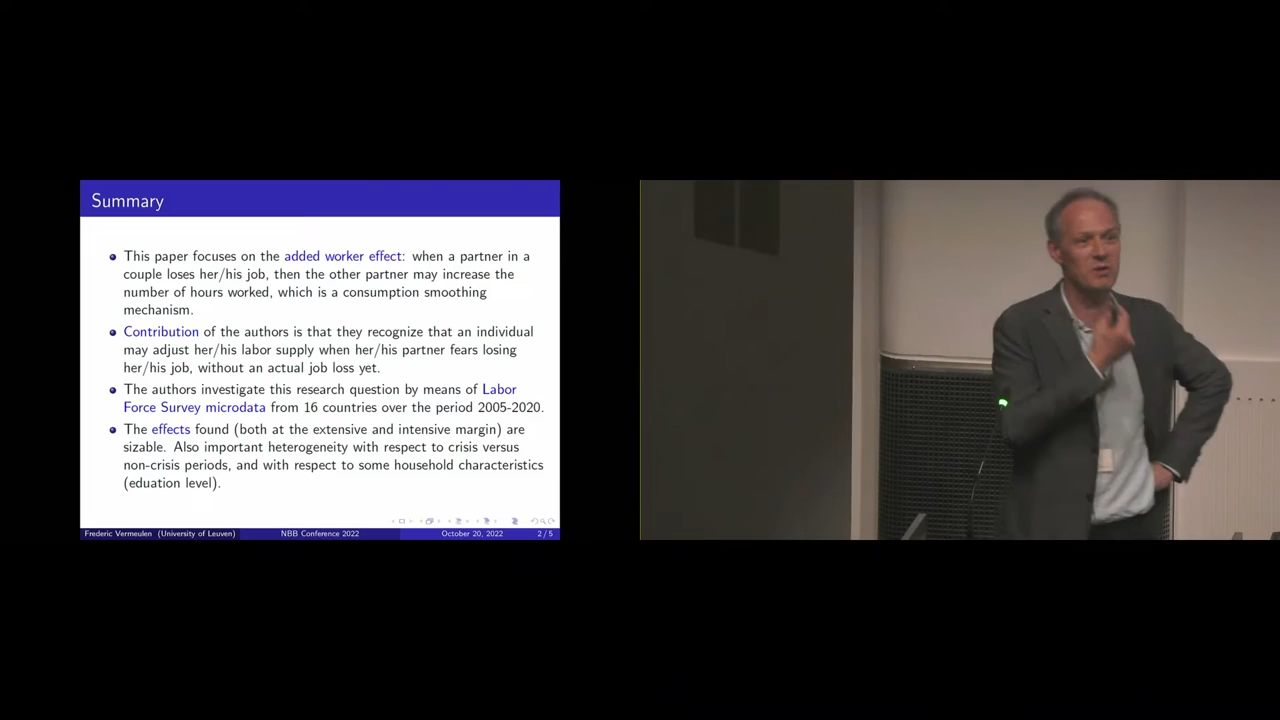 Summary
This paper focuses on the added worker effect: when a partner in a
couple loses her/his job, then the other partner may increase the
number of hours worked, which is a consumption smoothing
mechanism.
Contribution of the authors is that they recognize that an individual
may adjust her/his labor supply when her/his partner fears losing
her/his job, without an actual job loss yet.
The authors investigate this research question by means of Labor
Force Survey microdata from 16 countries over the period 2005-2020.
The effects found (both at the extensive and intensive margin) are
sizable. Also important heterogeneity with respect to crisis versus
non-crisis periods, and with respect to some household characteristics
(eduation level).
Frederic Vermeulen (University of Leuven) NBB Conference 2022 October 20, 2022 2/5